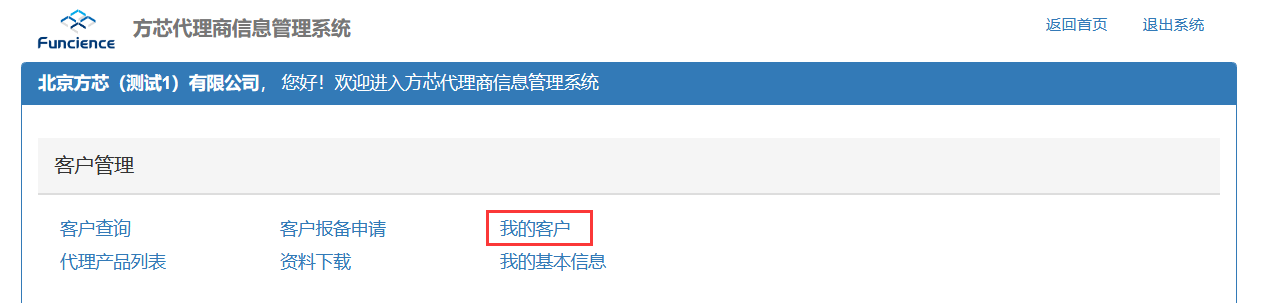 Funcience 方芯代理商信息管理系统 返回首页 退出系统
北京方芯（测试1）有限公司， 您好！欢迎进入方芯代理商信息管理系统
客户管理
客户查询 客户报备申请 我的客户
代理产品列表 资料下载 我的基本信息